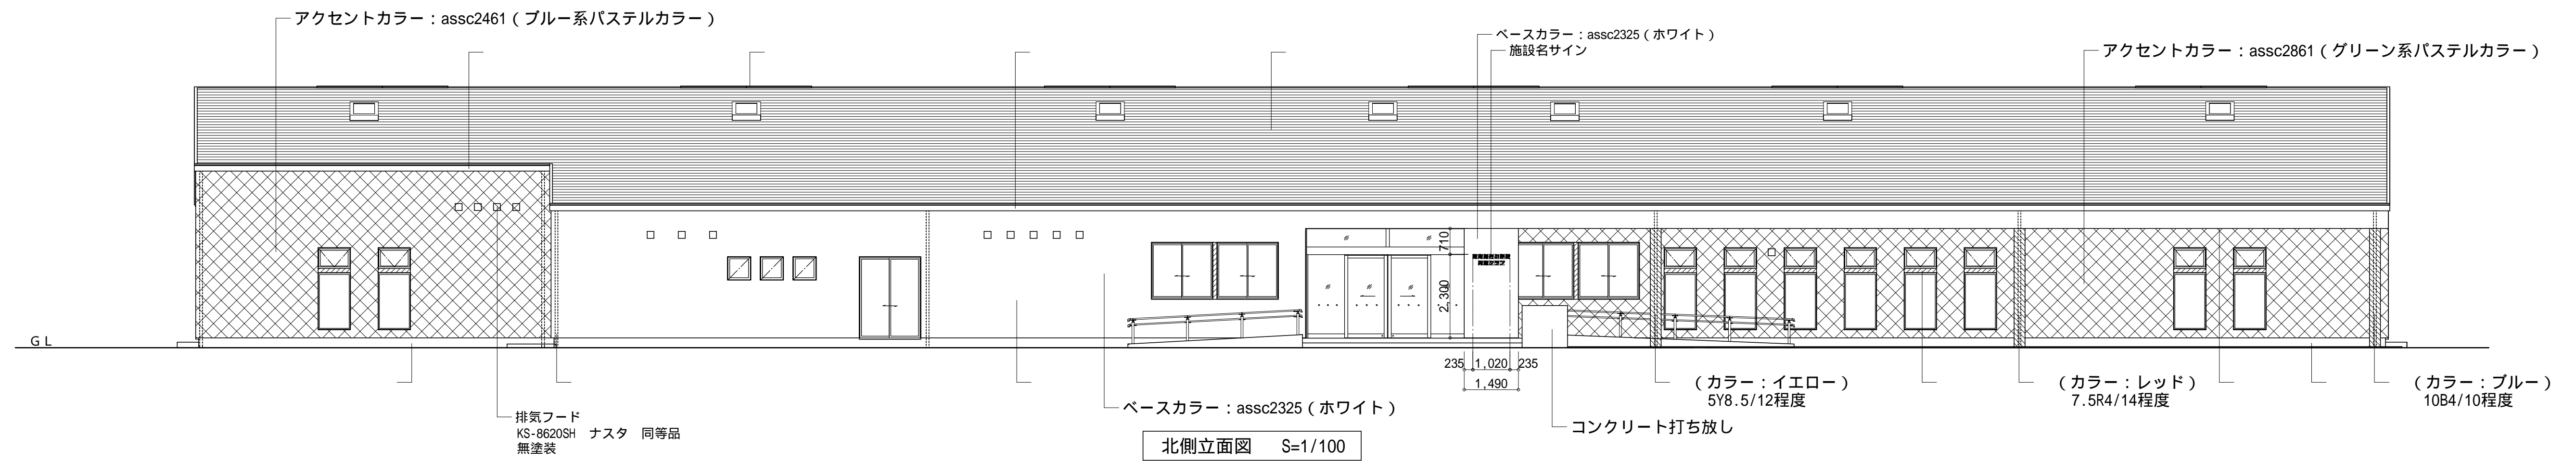 アクセントカラー：assc2461（ブルー系パステルカラー）
ベースカラー：assc2325（ホワイト）
施設名サイン
アクセントカラー：assc2861（グリーン系パステルカラー）
710
2,300
GL
235 1,020 235
1,490
（カラー：イエロー）
5Y8.5/12程度
（カラー：レッド）
7.5R4/14程度
（カラー：ブルー）
10B4/10程度
排気フード
KS-8620SH　ナスタ　同等品
無塗装
ベースカラー：assc2325（ホワイト）
コンクリート打ち放し
北側立面図　S=1/100